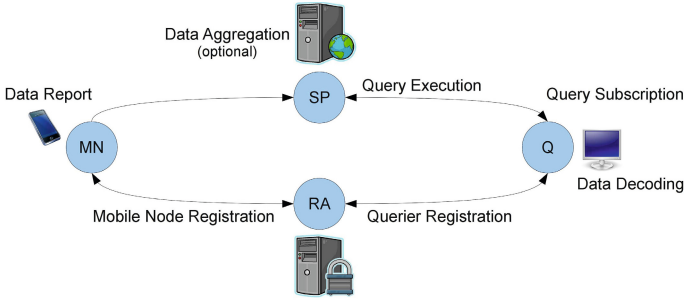 Data Aggregation
(optional)
Data Report
SP
Query Execution
Query Subscription
MN
Q
Data Decoding
Mobile Node Registration
RA
Querier Registration